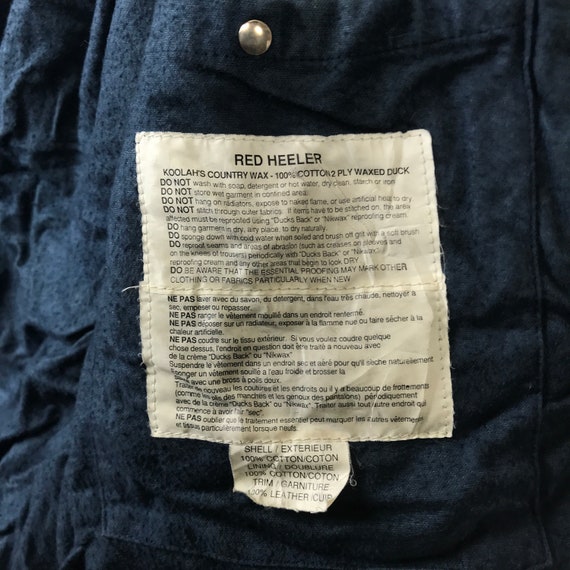 RED HEELER
KOOLAH'S COUNTRY WAX - 100% COTTON 2 PLY WAXED DUCK
DO NOT wash with soap, detergent or hot water, dry clean, starch or iron
DO NOT store wet garment in confined area.
DO NOT hang on radiators, expose to naked flame, or use artificial heat to dry
DO NOT stitch through outer fabrics. If items have to be stitched on, the area
affected must be reproofed using "Ducks Back" or "Nikwax" reproofing cream.
DO hang garment in dry, airy place, to dry naturally.
DO sponge down with cold water when soiled and brush off grit with a soft brush
DO reproof seams and areas of abrasion (such as creases on sleeves and
on the knees of trousers) periodically with "Ducks Back" or "Nikwax"
reproofing cream and any other areas that begin to look DRY.
DO BE AWARE THAT THE ESSENTIAL PROOFING MAY MARK OTHER
CLOTHING OR FABRICS PARTICULARLY WHEN NEW
NE PAS laver avec du savon, du detergent, dans l'eau très chaude, nettoyer a
sec, empeser ou repasser.
NE PAS ranger le vêtement mouillé dans un endroit renfermé.
NE PAS déposer sur un radiateur, exposer à la flamme nue ou faire sécher à la
chaleur artificielle.
NE PAS coudre sur le tissu extérieur. Si vous voulez coudre quelque
chose dessus, l'endroit en question doit être traité a nouveau avec
de la crème "Ducks Back" ou "Nikwax"
Suspendre le vêtement dans un endroit sec et aéré pour qu'il sèche naturellement
Eponger un vêtement souillé a l'eau froide et brosser la
avec une bross à poils doux.
Traiter de nouveau les coultres et les endroits ou il y a beaucoup de frottements
(comme les plis des manches et les genoux des pantalons) périodiquement
avec de la crème "Ducks Back" ou "Nikwax". Traiter aussi tout autre endroit qui
commence à avoir l'air "sec".
NE PAS oublier que le traitement essentiel peut marquer les autres vêtements
et tissus particulièrement lorsque neufs.
SHELL / EXTERIEUR
100% COTTON/COTON
LINING / DOUBLURE
100% COTTON/COTON
TRIM / GARNITURE
100% LEATHER /CUIR